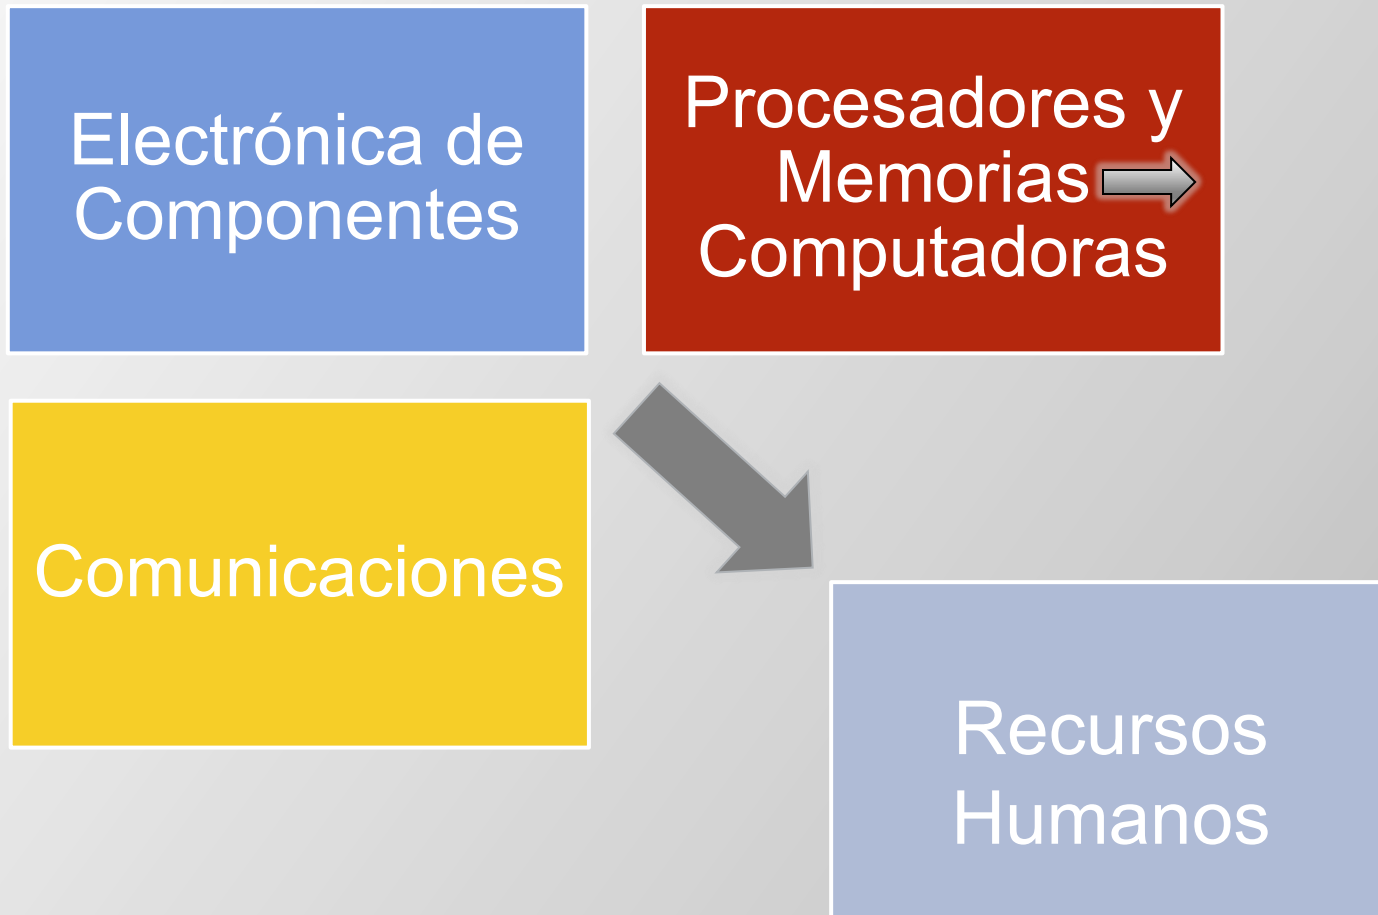 Electrónica de
Componentes
Procesadores y
Memorias
Computadoras
Comunicaciones
Recursos
Humanos